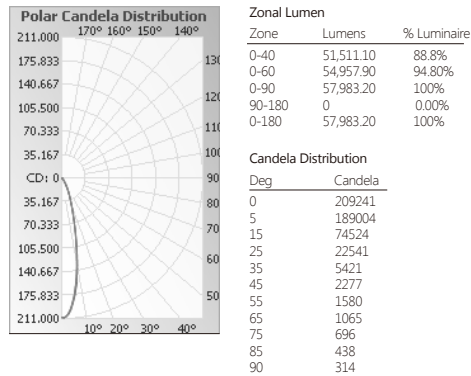 Polar Candela Distribution
170° 160° 150° 140°
211.000
175.833
140.667
105.500
70.333
35.167
CD: 0
35.167
70.333
105.500
140.667
175.833
211.000
130
120
110
100
90
80
70
60
50
10° 20° 30° 40°
Zonal Lumen
Zone Lumens % Luminaire
0-40 51,511.10 88.8%
0-60 54,957.90 94.80%
0-90 57,983.20 100%
90-180 0 0.00%
0-180 57,983.20 100%
Candela Distribution
Deg Candela
0 209241
5 189004
15 74524
25 22541
35 5421
45 2277
55 1580
65 1065
75 696
85 438
90 314